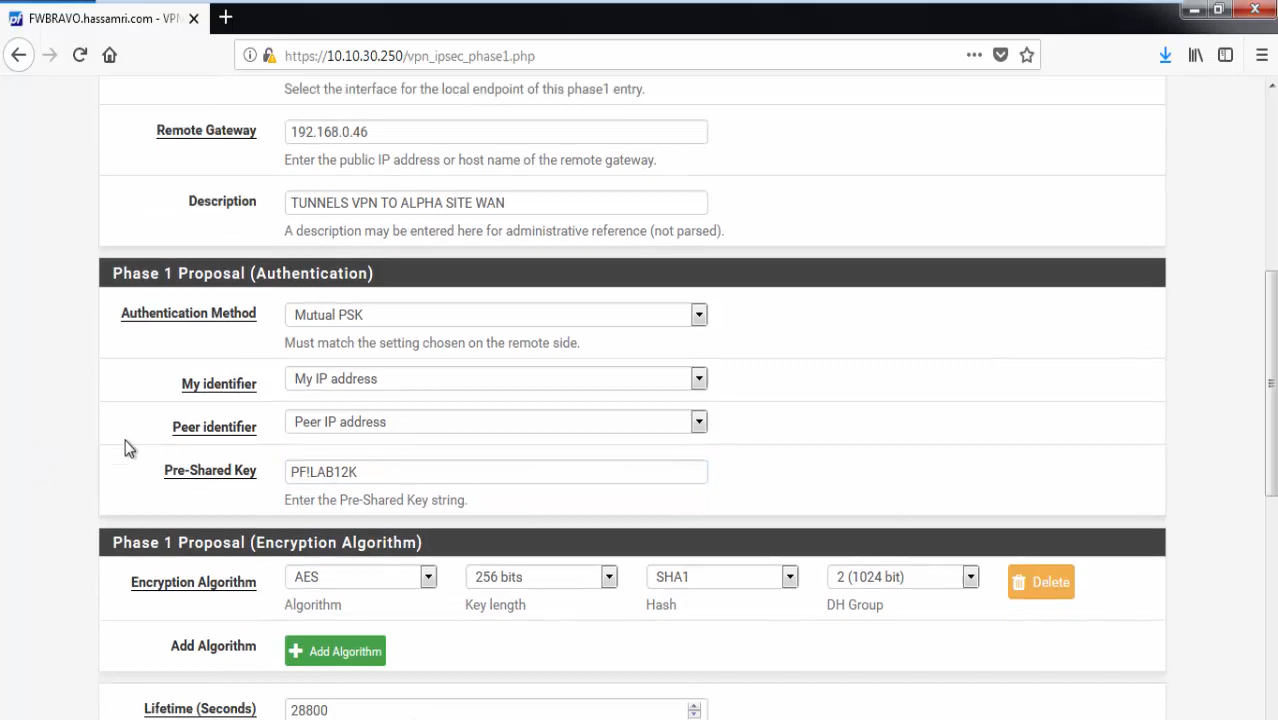 FWBRAVO.hassamri.com - VPN
https://10.10.30.250/vpn_ipsec_phase1.php
Select the interface for the local endpoint of this phase1 entry.
Remote Gateway
192.168.0.46
Enter the public IP address or host name of the remote gateway.
Description
TUNNELS VPN TO ALPHA SITE WAN
A description may be entered here for administrative reference (not parsed).
Phase 1 Proposal (Authentication)
Authentication Method
Mutual PSK
Must match the setting chosen on the remote side.
My identifier
My IP address
Peer identifier
Peer IP address
Pre-Shared Key
PF!LAB12K
Enter the Pre-Shared Key string.
Phase 1 Proposal (Encryption Algorithm)
Encryption Algorithm
AES 256 bits SHA1 2 (1024 bit) Delete
Algorithm Key length Hash DH Group
Add Algorithm
Add Algorithm
Lifetime (Seconds)
28800